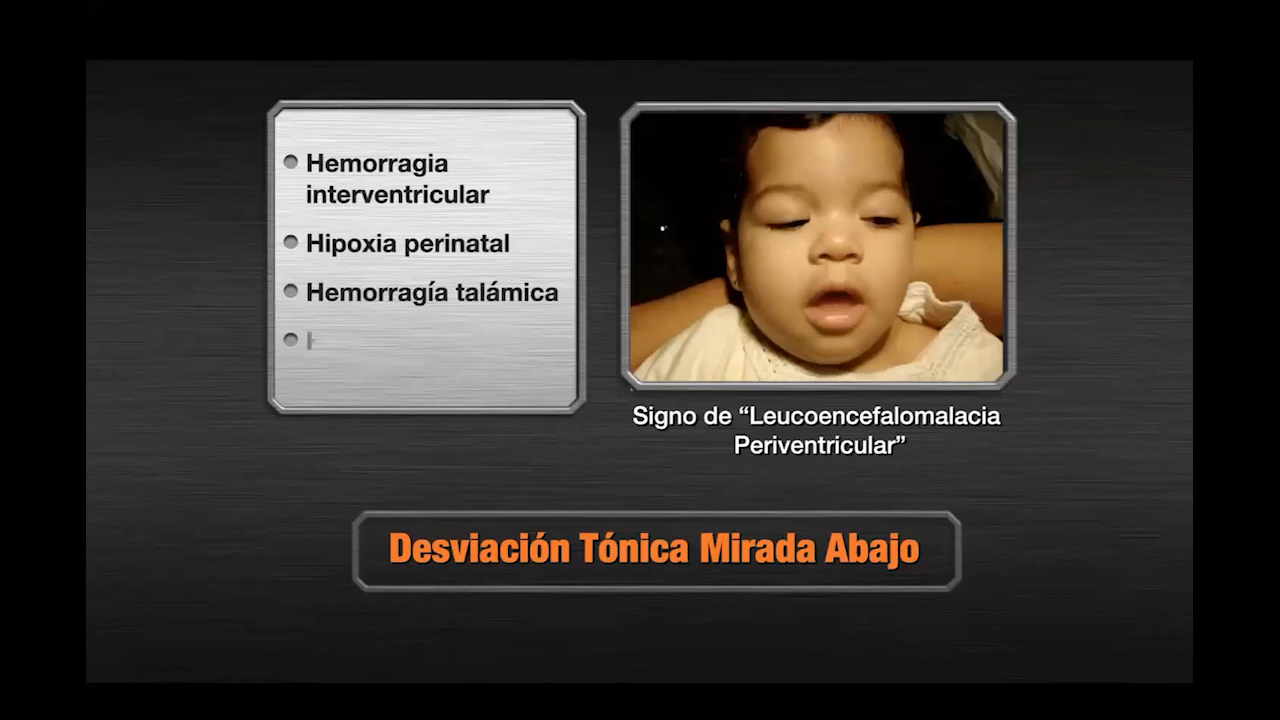 Hemorragia
interventricular
Hipoxia perinatal
Hemorragía talámica
Signo de “Leucoencefalomalacia
Periventricular”
Desviación Tónica Mirada Abajo